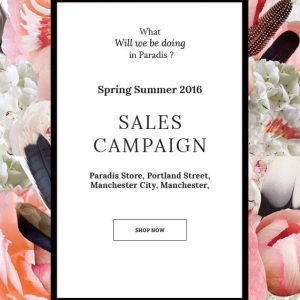 What
Will we be doing
in Paradis ?
Spring Summer 2016
SALES
CAMPAIGN
Paradis Store, Portland Street,
Manchester City, Manchester,
SHOP NOW